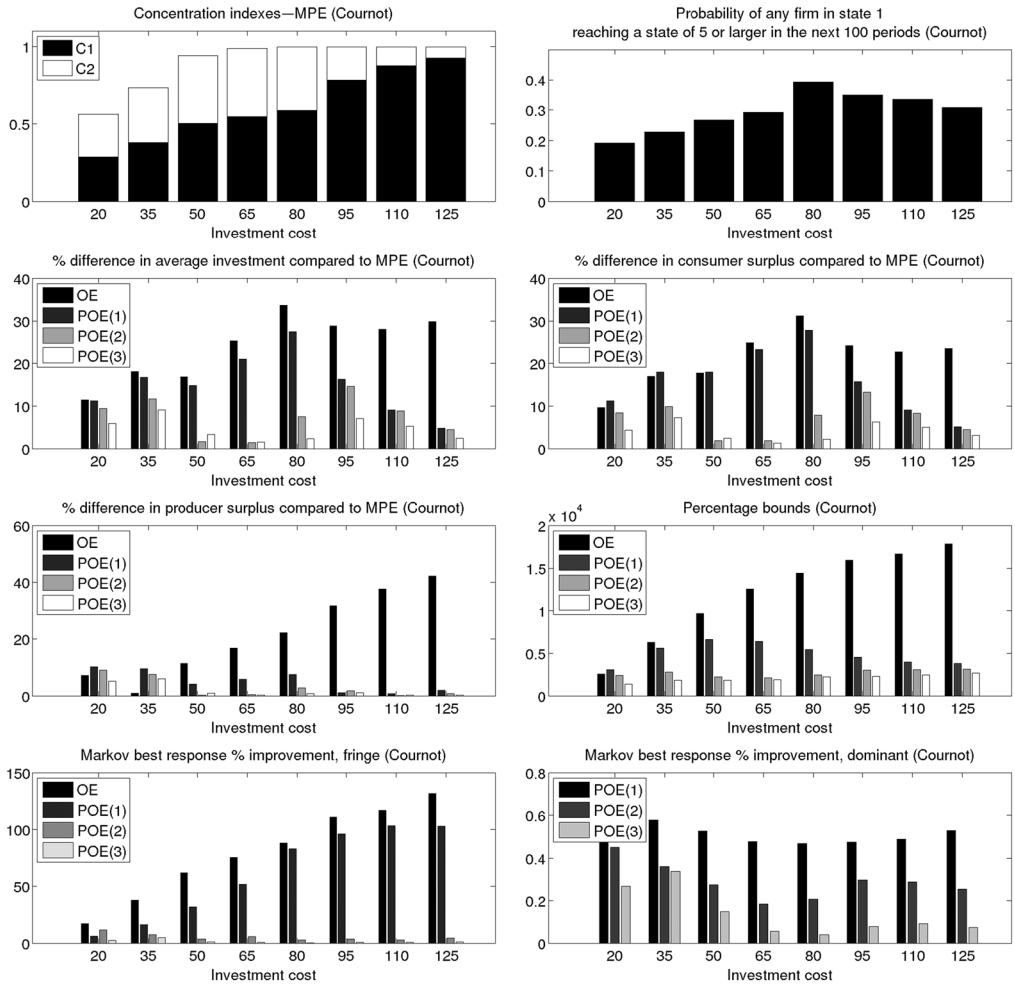 Concentration indexes—MPE (Cournot)
1
0.5
0
C1
C2
20 35 50 65 80 95 110 125
Investment cost
Probability of any firm in state 1
reaching a state of 5 or larger in the next 100 periods (Cournot)
0.4
0.3
0.2
0.1
0
20 35 50 65 80 95 110 125
Investment cost
% difference in average investment compared to MPE (Cournot)
40
30
20
10
0
OE
POE(1)
POE(2)
POE(3)
20 35 50 65 80 95 110 125
Investment cost
% difference in consumer surplus compared to MPE (Cournot)
40
30
20
10
0
OE
POE(1)
POE(2)
POE(3)
20 35 50 65 80 95 110 125
Investment cost
% difference in producer surplus compared to MPE (Cournot)
60
40
20
0
OE
POE(1)
POE(2)
POE(3)
20 35 50 65 80 95 110 125
Investment cost
Percentage bounds (Cournot)
x 10⁴
2
1.5
1
0.5
0
OE
POE(1)
POE(2)
POE(3)
20 35 50 65 80 95 110 125
Investment cost
Markov best response % improvement, fringe (Cournot)
150
100
50
0
OE
POE(1)
POE(2)
POE(3)
20 35 50 65 80 95 110 125
Investment cost
Markov best response % improvement, dominant (Cournot)
0.8
0.6
0.4
0.2
0
POE(1)
POE(2)
POE(3)
20 35 50 65 80 95 110 125
Investment cost